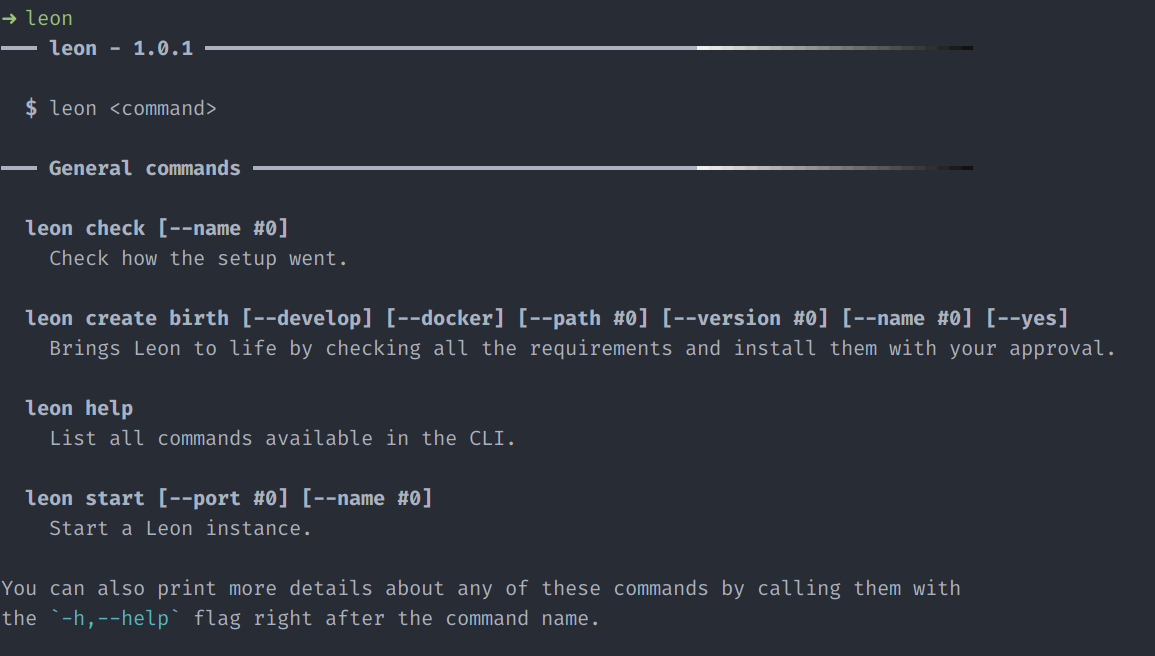 → leon
leon - 1.0.1
$ leon <command>
General commands
leon check [--name #0]
Check how the setup went.
leon create birth [--develop] [--docker] [--path #0] [--version #0] [--name #0] [--yes]
Brings Leon to life by checking all the requirements and install them with your approval.
leon help
List all commands available in the CLI.
leon start [--port #0] [--name #0]
Start a Leon instance.
You can also print more details about any of these commands by calling them with
the `-h,--help` flag right after the command name.